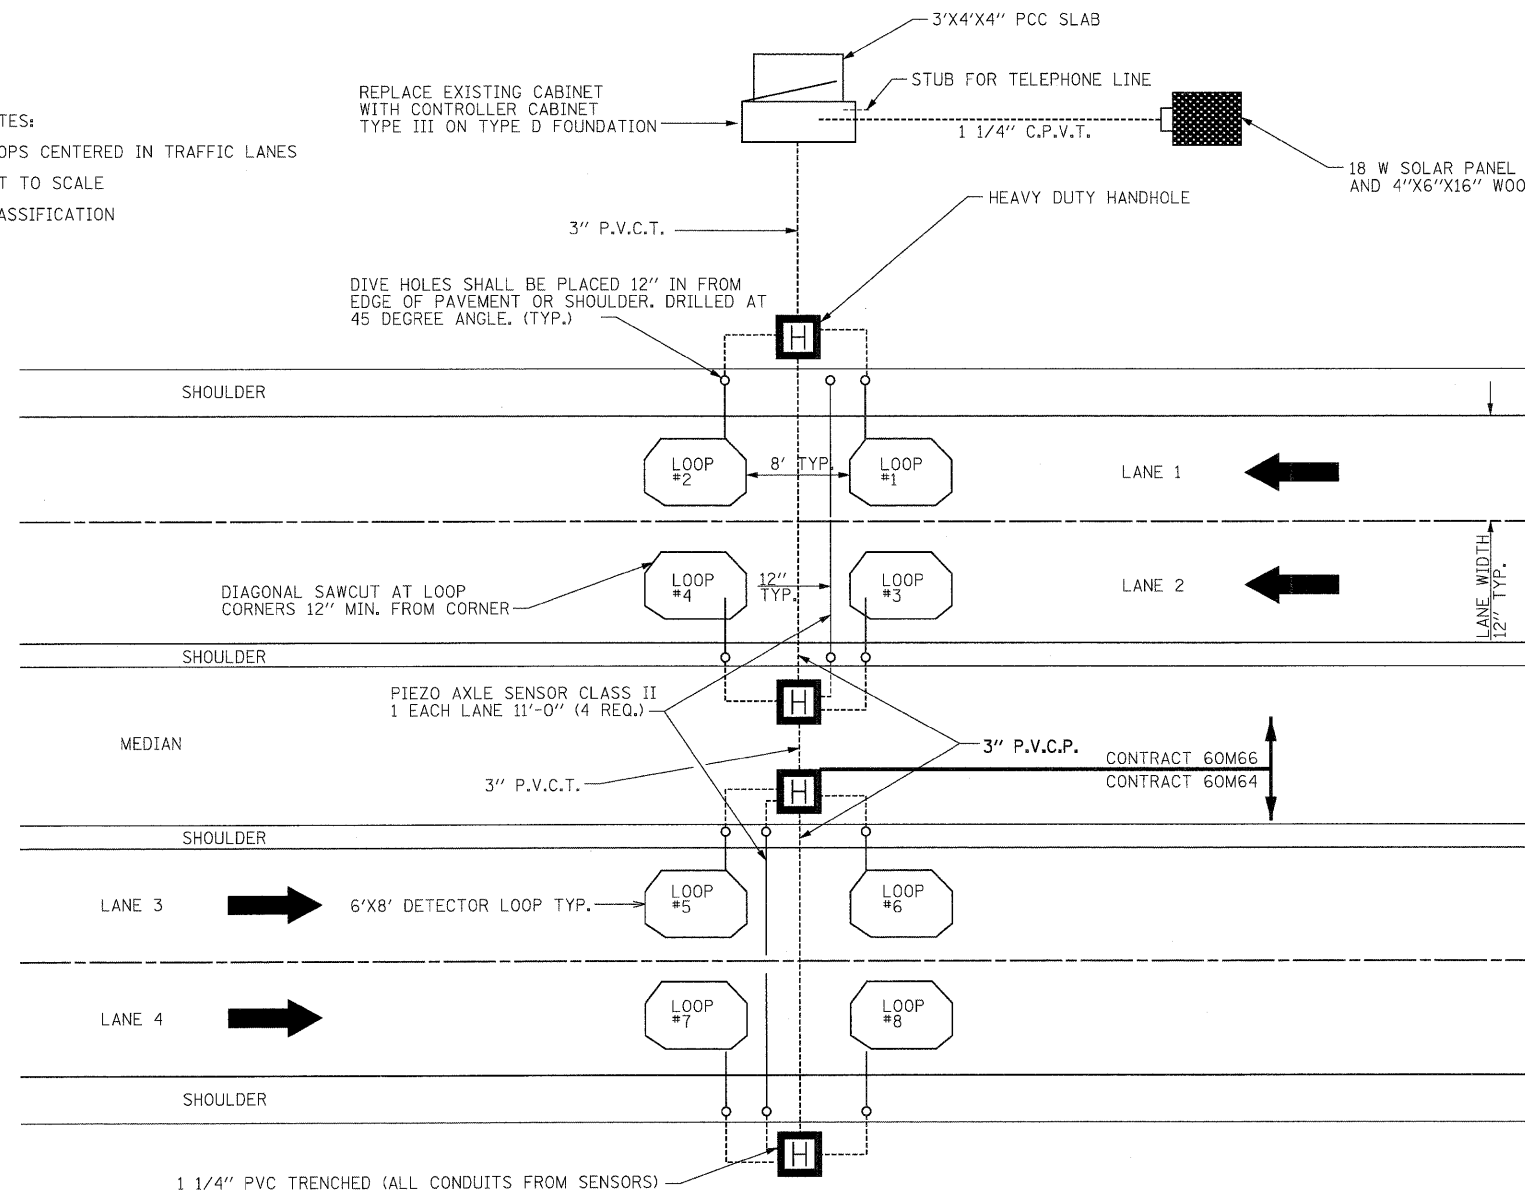 3'X4'X4" PCC SLAB
REPLACE EXISTING CABINET
WITH CONTROLLER CABINET
TYPE III ON TYPE D FOUNDATION
STUB FOR TELEPHONE LINE
1 1/4" C.P.V.T.
TES:
OPS CENTERED IN TRAFFIC LANES
T TO SCALE
ASSIFICATION
18 W SOLAR PANEL
AND 4"X6"X16" WOO
HEAVY DUTY HANDHOLE
3" P.V.C.T.
DIVE HOLES SHALL BE PLACED 12" IN FROM
EDGE OF PAVEMENT OR SHOULDER. DRILLED AT
45 DEGREE ANGLE. (TYP.)
H
SHOULDER
LOOP
#2
8' TYP.
LOOP
#1
LANE 1
DIAGONAL SAWCUT AT LOOP
CORNERS 12" MIN. FROM CORNER
LOOP
#4
12"
TYP.
LOOP
#3
LANE 2
LANE WIDTH
12" TYP.
SHOULDER
PIEZO AXLE SENSOR CLASS II
1 EACH LANE 11'-0" (4 REQ.)
H
MEDIAN
3" P.V.C.P.
3" P.V.C.T.
H
CONTRACT 60M66
CONTRACT 60M64
SHOULDER
LANE 3
6'X8' DETECTOR LOOP TYP.
LOOP
#5
LOOP
#6
LANE 4
LOOP
#7
LOOP
#8
SHOULDER
H
1 1/4" PVC TRENCHED (ALL CONDUITS FROM SENSORS)